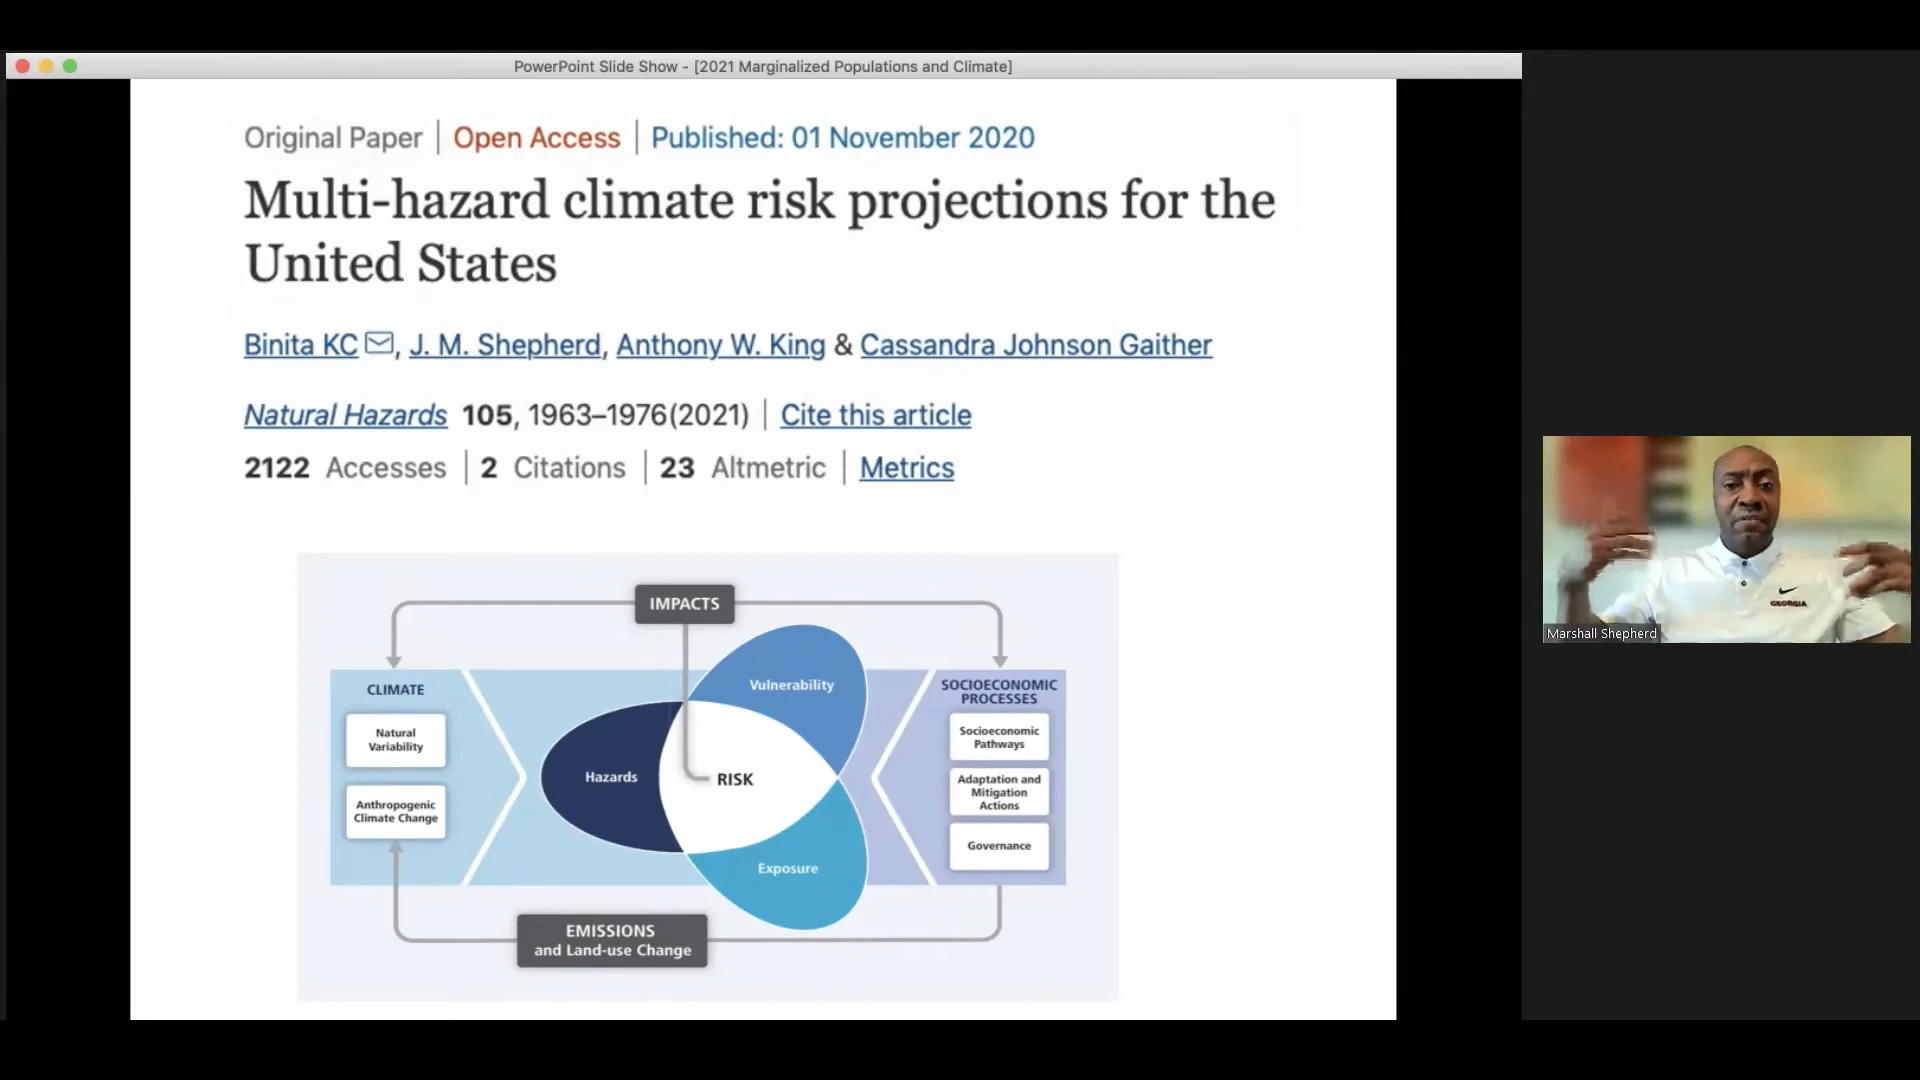 PowerPoint Slide Show - [2021 Marginalized Populations and Climate]
Original Paper | Open Access | Published: 01 November 2020
Multi-hazard climate risk projections for the
United States
Binita KC, J. M. Shepherd, Anthony W. King & Cassandra Johnson Gaither
Natural Hazards 105, 1963–1976(2021) | Cite this article
2122 Accesses | 2 Citations | 23 Altmetric | Metrics
IMPACTS
CLIMATE
Natural
Variability
Anthropogenic
Climate Change
Vulnerability
Hazards
RISK
Exposure
SOCIOECONOMIC
PROCESSES
Socioeconomic
Pathways
Adaptation and
Mitigation
Actions
Governance
EMISSIONS
and Land-use Change
GEORGIA
Marshall Shepherd